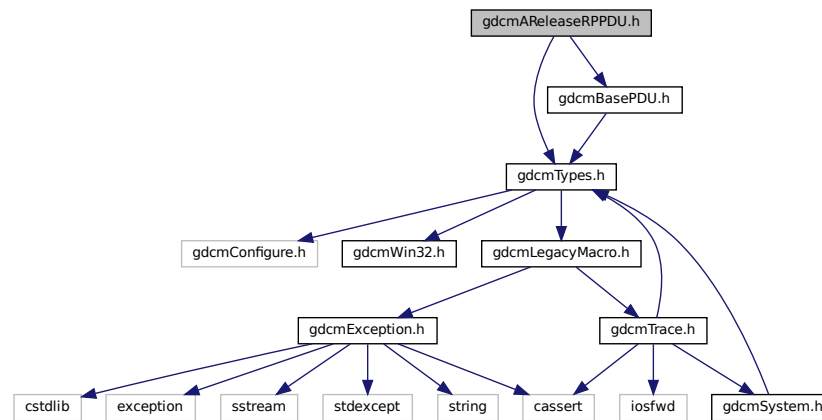 gdcmAReleaseRPPDU.h
gdcmBasePDU.h
gdcmTypes.h
gdcmConfigure.h
gdcmWin32.h
gdcmLegacyMacro.h
gdcmException.h
gdcmTrace.h
cstdlib
exception
sstream
stdexcept
string
cassert
iosfwd
gdcmSystem.h